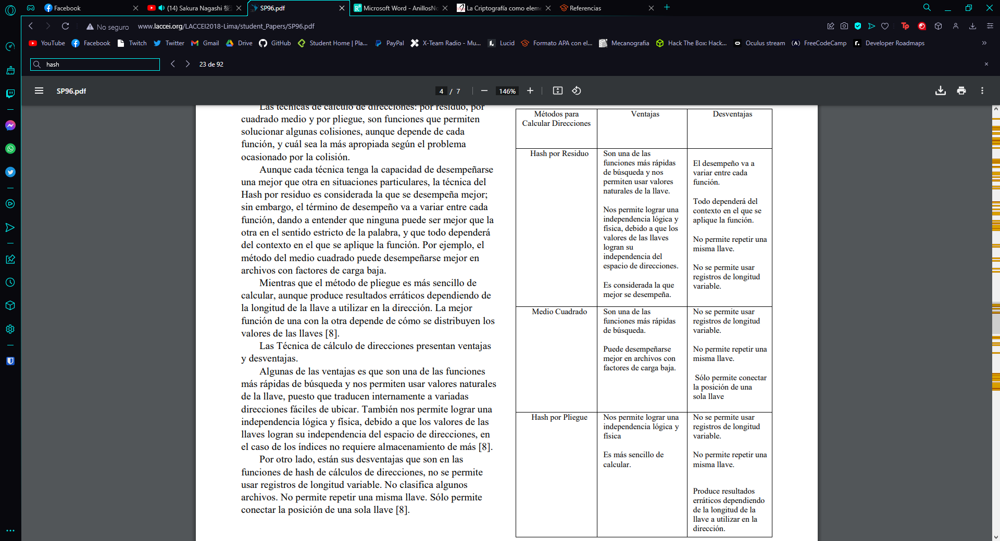 Facebook
(14) Sakura Nagashi
SP96.pdf
Microsoft Word - AnillosNo
La Criptografía como eleme
Referencias
No seguro
www.laccei.org/LACCEI2018-Lima/student_Papers/SP96.pdf
YouTube
Facebook
Twitch
Twitter
Gmail
Drive
GitHub
Student Home | Pla...
PayPal
X-Team Radio - Mu...
Lucid
Formato APA con el...
Mecanografia
Hack The Box: Hack...
Oculus stream
FreeCodeCamp
Developer Roadmaps
hash
23 de 92
SP96.pdf
4 / 7
146%
Las técnicas de cálculo de direcciones: por residuo, por
cuadrado medio y por pliegue, son funciones que permiten
solucionar algunas colisiones, aunque depende de cada
función, y cuál sea la más apropiada según el problema
ocasionado por la colisión.
Aunque cada técnica tenga la capacidad de desempeñarse
una mejor que otra en situaciones particulares, la técnica del
Hash por residuo es considerada la que se desempeña mejor;
sin embargo, el término de desempeño va a variar entre cada
función, dando a entender que ninguna puede ser mejor que la
otra en el sentido estricto de la palabra, y que todo dependerá
del contexto en el que se aplique la función. Por ejemplo, el
método del medio cuadrado puede desempeñarse mejor en
archivos con factores de carga baja.
Mientras que el método de pliegue es más sencillo de
calcular, aunque produce resultados erráticos dependiendo de
la longitud de la llave a utilizar en la dirección. La mejor
función de una con la otra depende de cómo se distribuyen los
valores de las llaves [8].
Las Técnica de cálculo de direcciones presentan ventajas
y desventajas.
Algunas de las ventajas es que son una de las funciones
más rápidas de búsqueda y nos permiten usar valores naturales
de la llave, puesto que traducen internamente a variadas
direcciones fáciles de ubicar. También nos permite lograr una
independencia lógica y física, debido a que los valores de las
llaves logran su independencia del espacio de direcciones, en
el caso de los índices no requiere almacenamiento de más [8].
Por otro lado, están sus desventajas que son en las
funciones de hash de cálculos de direcciones, no se permite
usar registros de longitud variable. No clasifica algunos
archivos. No permite repetir una misma llave. Sólo permite
conectar la posición de una sola llave [8].
Métodos para
Calcular Direcciones
Ventajas
Desventajas
Hash por Residuo
Son una de las
funciones más rápidas
de búsqueda y nos
permiten usar valores
naturales de la llave.
Nos permite lograr una
independencia lógica y
física, debido a que los
valores de las llaves
logran su
independencia del
espacio de direcciones.
Es considerada la que
mejor se desempeña.
El desempeño va a
variar entre cada
función.
Todo dependerá del
contexto en el que se
aplique la función.
No permite repetir una
misma llave.
No se permite usar
registros de longitud
variable.
Medio Cuadrado
Son una de las
funciones más rápidas
de búsqueda.
Puede desempeñarse
mejor en archivos con
factores de carga baja.
No se permite usar
registros de longitud
variable.
No permite repetir una
misma llave.
Sólo permite conectar
la posición de una
sola llave
Hash por Pliegue
Nos permite lograr una
independencia lógica y
física
Es más sencillo de
calcular.
No se permite usar
registros de longitud
variable.
No permite repetir una
misma llave.
Produce resultados
erráticos dependiendo
de la longitud de la
llave a utilizar en la
dirección.